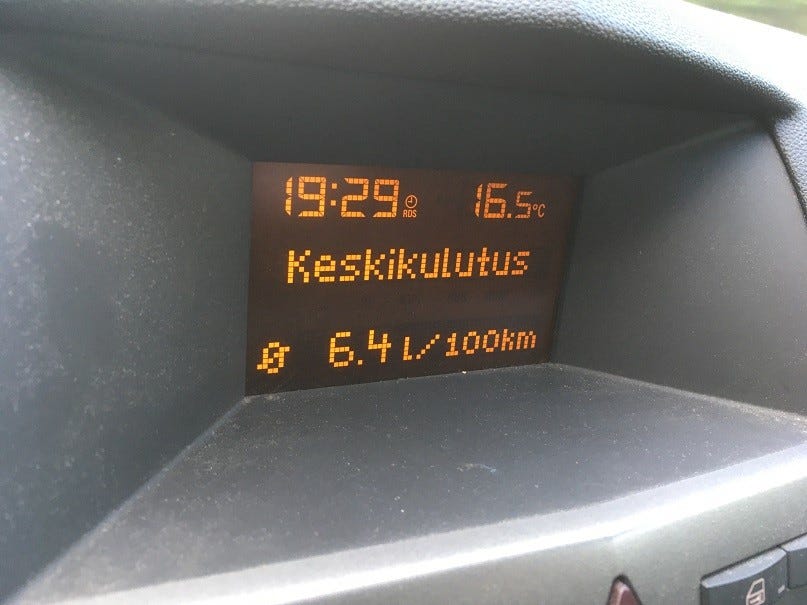 19:29 RDS 16.5°C
Keskikulutus
Ø 6.4 l/100km